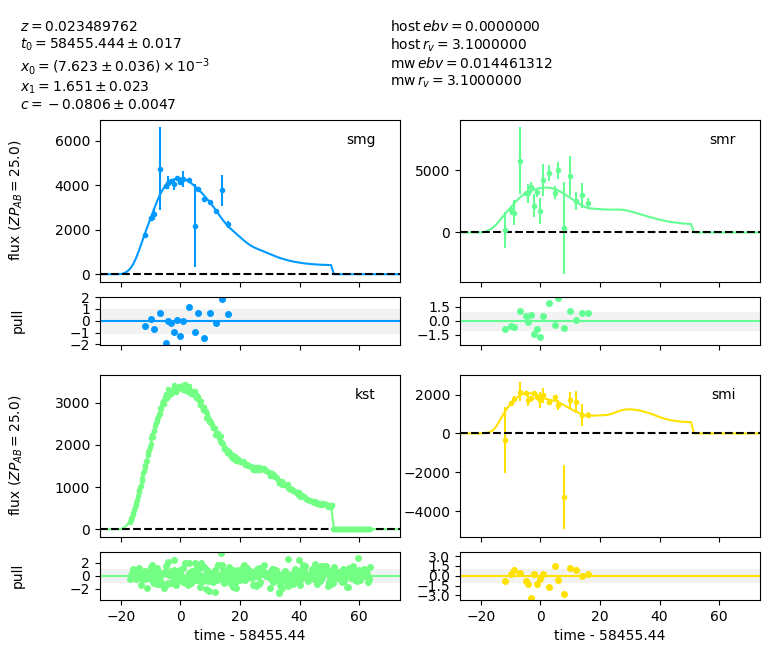 z = 0.023489762
t₀ = 58455.444 ± 0.017
x₀ = (7.623 ± 0.036) × 10⁻³
x₁ = 1.651 ± 0.023
c = −0.0806 ± 0.0047
host ebv = 0.0000000
host r_v = 3.1000000
mw ebv = 0.014461312
mw r_v = 3.1000000
flux (ZP_AB = 25.0)
6000
4000
2000
0
smg
5000
0
smr
pull
2
1
0
−1
−2
1.5
0.0
−1.5
flux (ZP_AB = 25.0)
3000
2000
1000
0
kst
2000
0
−2000
−4000
smi
pull
2
0
−2
3.0
1.5
0.0
−1.5
−3.0
−20 0 20 40 60
−20 0 20 40 60
time - 58455.44
time - 58455.44